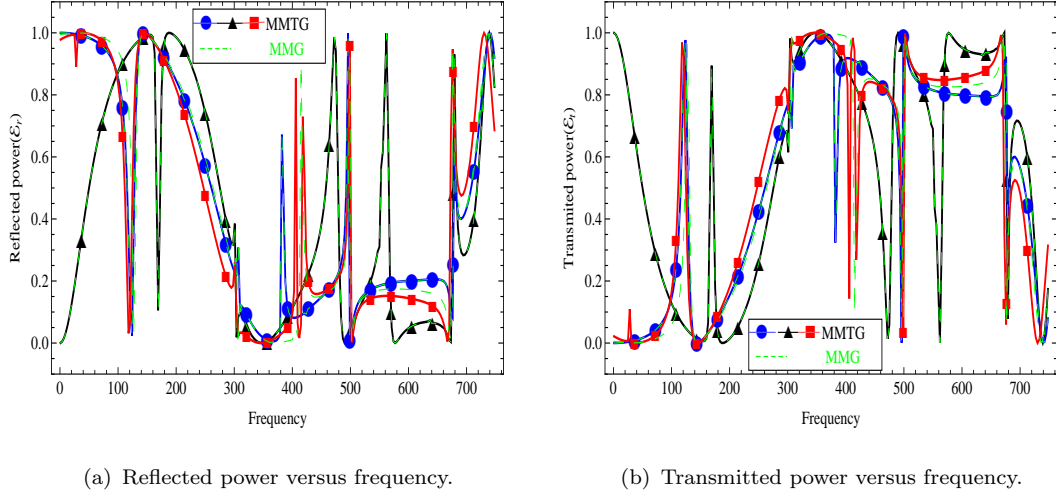 MMTG
MMG
Reflected power(ℰr)
1.0
0.8
0.6
0.4
0.2
0.0
0 100 200 300 400 500 600 700
Frequency
(a) Reflected power versus frequency.
MMTG
MMG
Transmited power(ℰr)
1.0
0.8
0.6
0.4
0.2
0.0
0 100 200 300 400 500 600 700
Frequency
(b) Transmitted power versus frequency.